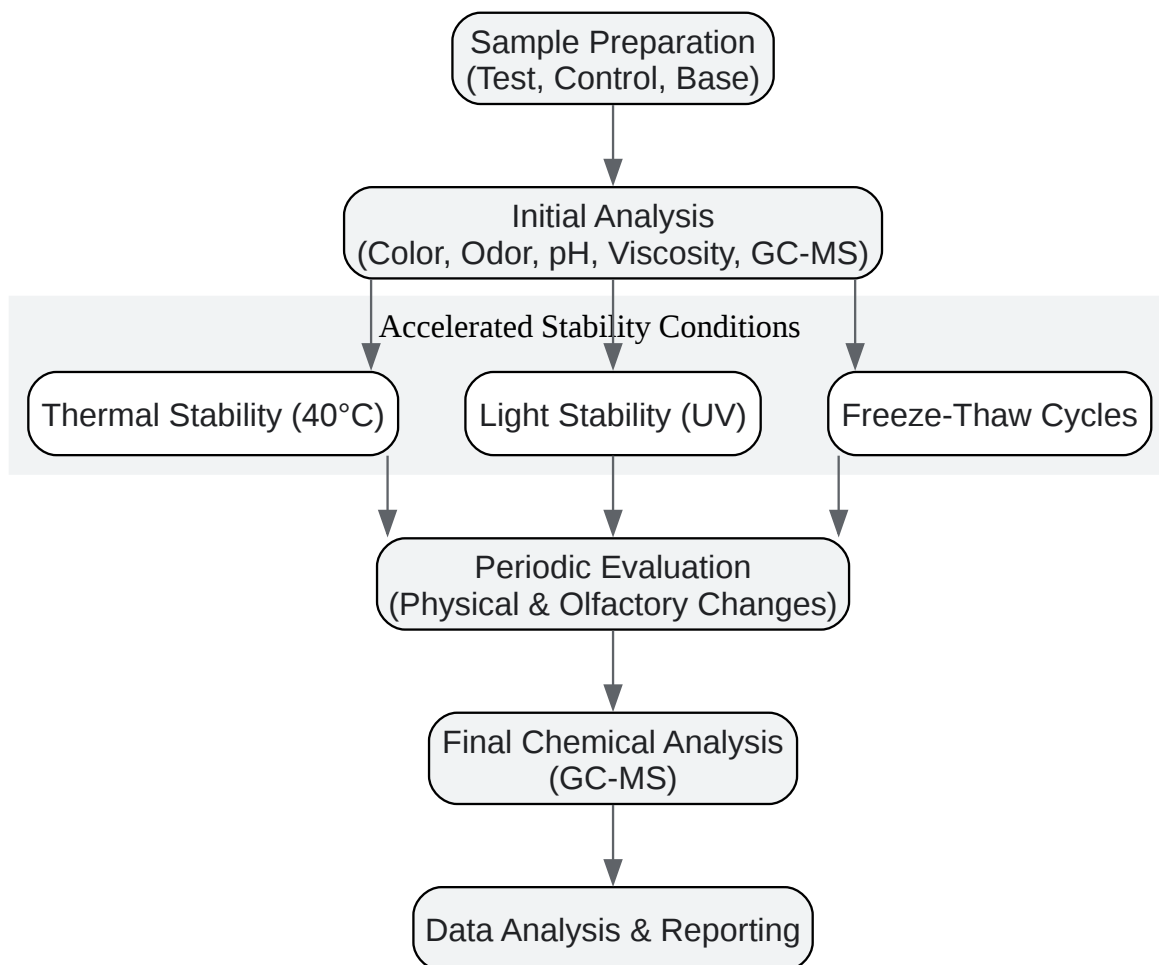 Sample Preparation
(Test, Control, Base)
Initial Analysis
(Color, Odor, pH, Viscosity, GC-MS)
Accelerated Stability Conditions
Thermal Stability (40°C)
Light Stability (UV)
Freeze-Thaw Cycles
Periodic Evaluation
(Physical & Olfactory Changes)
Final Chemical Analysis
(GC-MS)
Data Analysis & Reporting